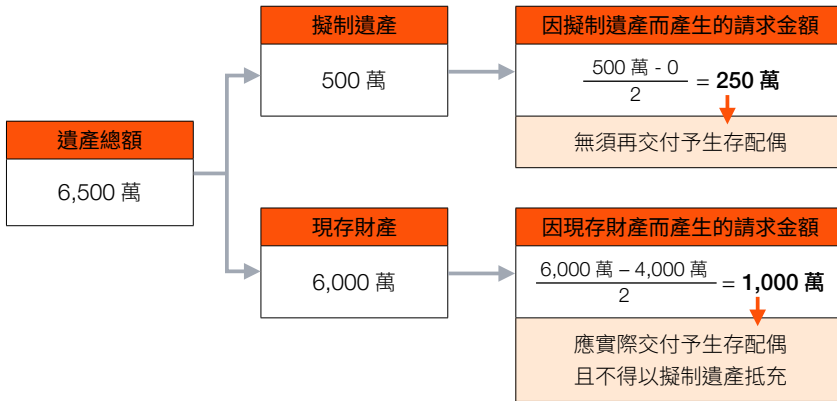 遺產總額
6,500 萬
擬制遺產
500 萬
因擬制遺產而產生的請求金額
500 萬 - 0
2
= 250 萬
無須再交付予生存配偶
現存財產
6,000 萬
因現存財產而產生的請求金額
6,000 萬 – 4,000 萬
2
= 1,000 萬
應實際交付予生存配偶
且不得以擬制遺產抵充